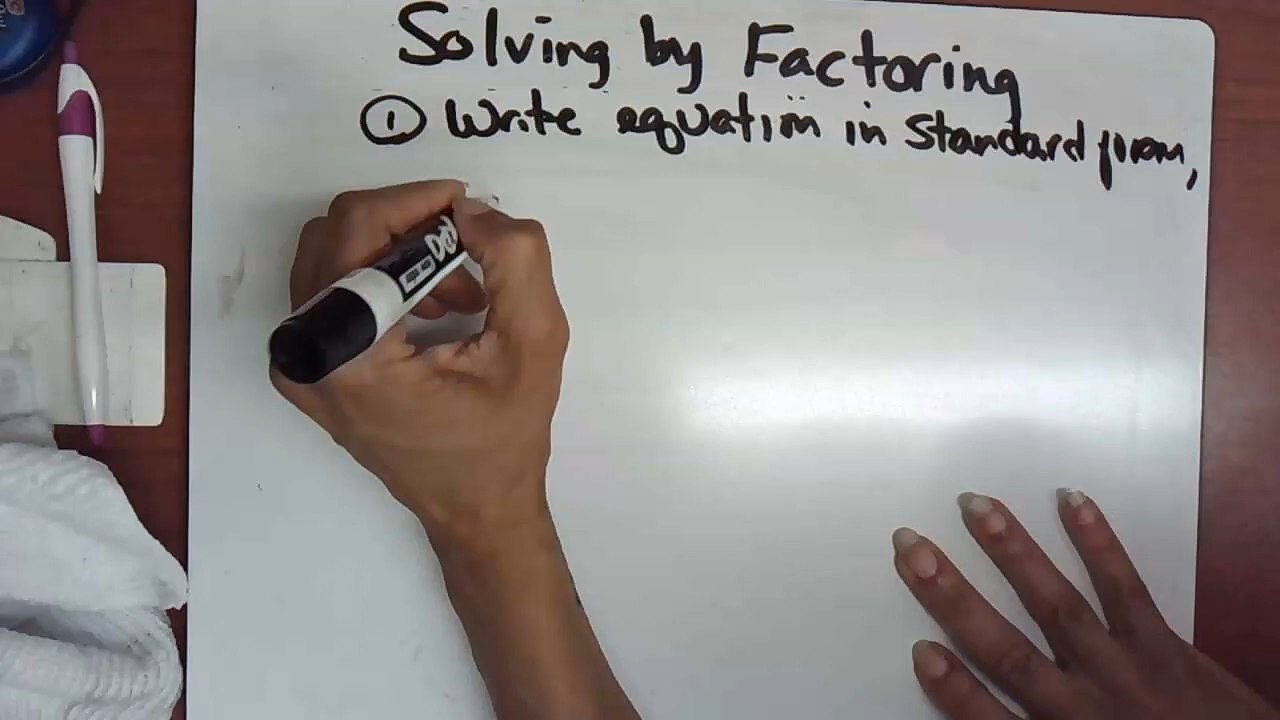 Solving by Factoring
① Write equation in Standard form,